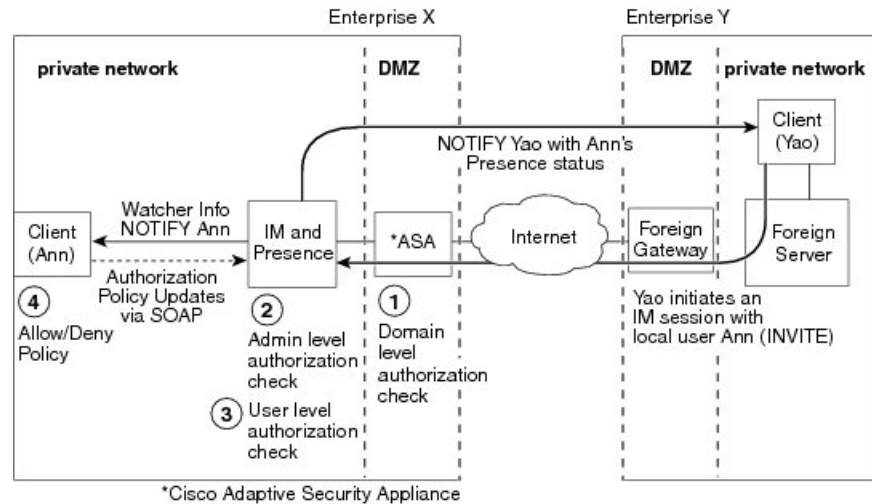 Enterprise X
Enterprise Y
private network
DMZ
DMZ
private network
Client
(Yao)
NOTIFY Yao with Ann's
Presence status
Watcher Info
NOTIFY Ann
Client
(Ann)
IM and
Presence
*ASA
Internet
Foreign
Gateway
Foreign
Server
Authorization
Policy Updates
via SOAP
4
Allow/Deny
Policy
2
Admin level
authorization
check
3
User level
authorization
check
1
Domain
level
authorization
check
Yao initiates an
IM session with
local user Ann (INVITE)
*Cisco Adaptive Security Appliance